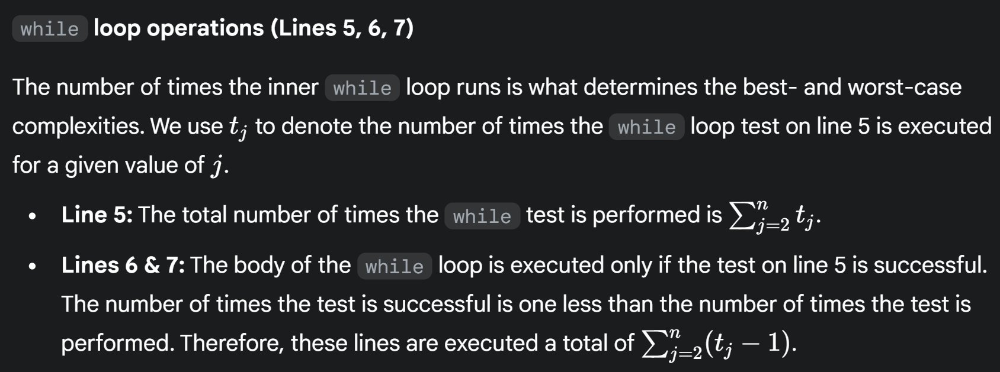 while loop operations (Lines 5, 6, 7)
The number of times the inner while loop runs is what determines the best- and worst-case
complexities. We use $t_j$ to denote the number of times the while loop test on line 5 is executed
for a given value of $j$.
• Line 5: The total number of times the while test is performed is $\sum_{j=2}^{n} t_j$.
• Lines 6 & 7: The body of the while loop is executed only if the test on line 5 is successful.
The number of times the test is successful is one less than the number of times the test is
performed. Therefore, these lines are executed a total of $\sum_{j=2}^{n} (t_j - 1)$.